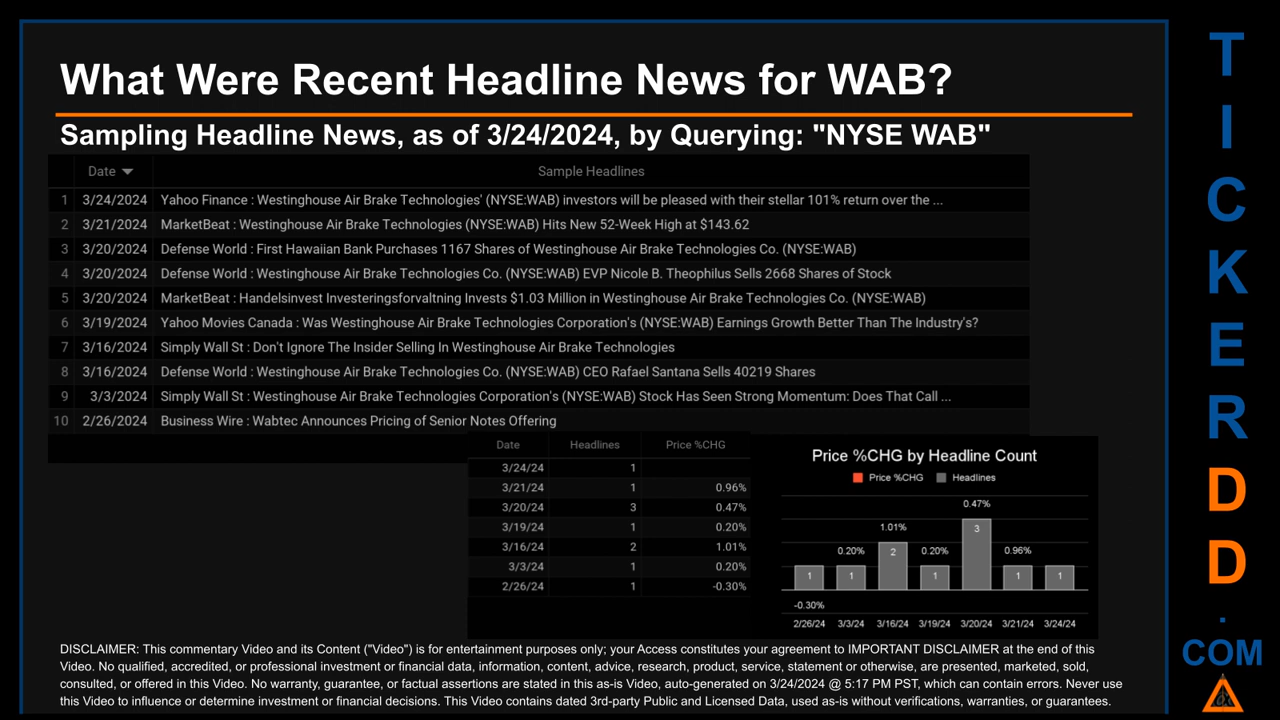 What Were Recent Headline News for WAB?
Sampling Headline News, as of 3/24/2024, by Querying: "NYSE WAB"
Date Sample Headlines
1 3/24/2024 Yahoo Finance : Westinghouse Air Brake Technologies' (NYSE:WAB) investors will be pleased with their stellar 101% return over the ...
2 3/21/2024 MarketBeat : Westinghouse Air Brake Technologies (NYSE:WAB) Hits New 52-Week High at $143.62
3 3/20/2024 Defense World : First Hawaiian Bank Purchases 1167 Shares of Westinghouse Air Brake Technologies Co. (NYSE:WAB)
4 3/20/2024 Defense World : Westinghouse Air Brake Technologies Co. (NYSE:WAB) EVP Nicole B. Theophilus Sells 2668 Shares of Stock
5 3/20/2024 MarketBeat : Handelsinvest Investeringsforvaltning Invests $1.03 Million in Westinghouse Air Brake Technologies Co. (NYSE:WAB)
6 3/19/2024 Yahoo Movies Canada : Was Westinghouse Air Brake Technologies Corporation's (NYSE:WAB) Earnings Growth Better Than The Industry's?
7 3/16/2024 Simply Wall St : Don't Ignore The Insider Selling In Westinghouse Air Brake Technologies
8 3/16/2024 Defense World : Westinghouse Air Brake Technologies Co. (NYSE:WAB) CEO Rafael Santana Sells 40219 Shares
9 3/3/2024 Simply Wall St : Westinghouse Air Brake Technologies Corporation's (NYSE:WAB) Stock Has Seen Strong Momentum: Does That Call ...
10 2/26/2024 Business Wire : Wabtec Announces Pricing of Senior Notes Offering
Date Headlines Price %CHG
3/24/24 1
3/21/24 1 0.96%
3/20/24 3 0.47%
3/19/24 1 0.20%
3/16/24 2 1.01%
3/3/24 1 0.20%
2/26/24 1 -0.30%
Price %CHG by Headline Count
Price %CHG Headlines
0.47%
1.01%
0.20% 0.20% 0.96%
3
2
1 1 1 1 1
-0.30%
2/26/24 3/3/24 3/16/24 3/19/24 3/20/24 3/21/24 3/24/24
DISCLAIMER: This commentary Video and its Content ("Video") is for entertainment purposes only; your Access constitutes your agreement to IMPORTANT DISCLAIMER at the end of this
Video. No qualified, accredited, or professional investment or financial data, information, content, advice, research, product, service, statement or otherwise, are presented, marketed, sold,
consulted, or offered in this Video. No warranty, guarantee, or factual assertions are stated in this as-is Video, auto-generated on 3/24/2024 @ 5:17 PM PST, which can contain errors. Never use
this Video to influence or determine investment or financial decisions. This Video contains dated 3rd-party Public and Licensed Data, used as-is without verifications, warranties, or guarantees.
T
I
C
K
E
R
D
D
.
COM